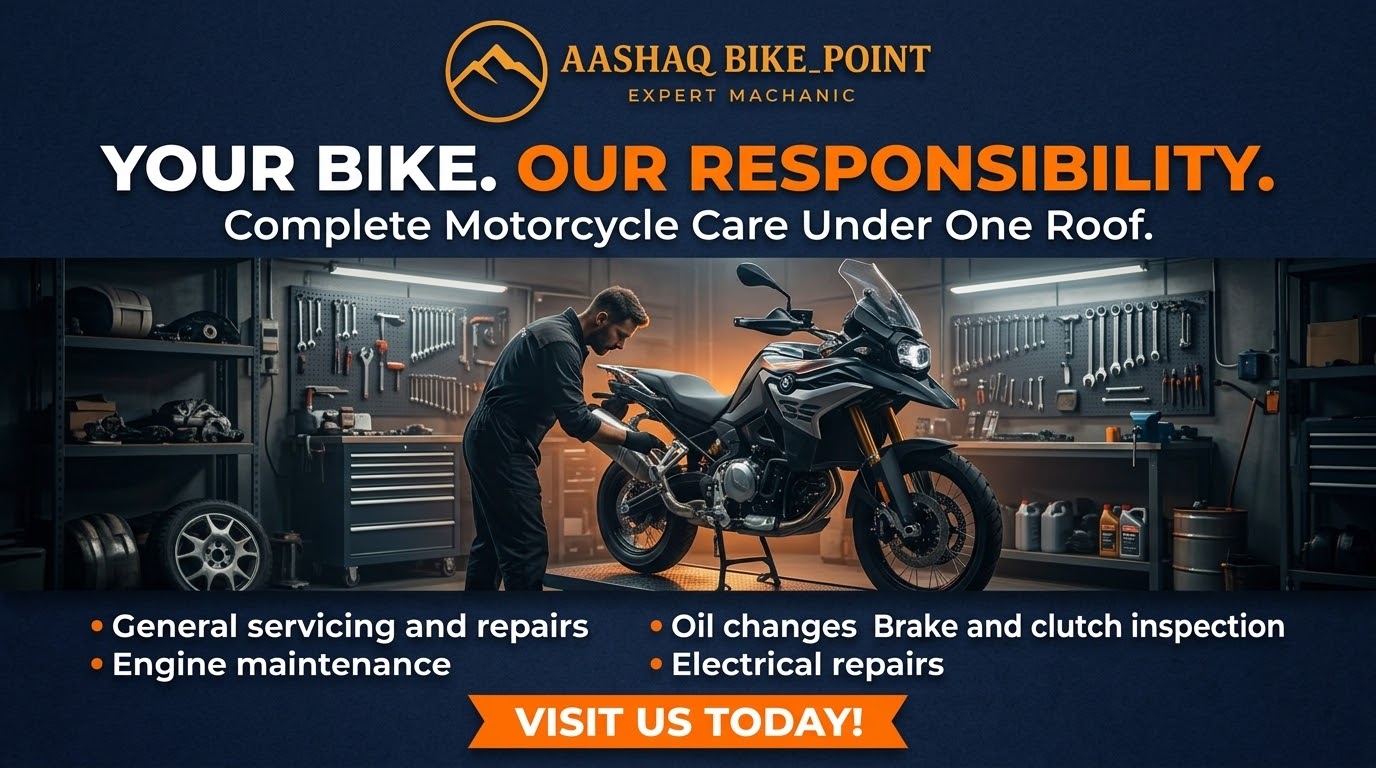 AASHAQ BIKE_POINT
EXPERT MACHANIC
YOUR BIKE. OUR RESPONSIBILITY.
Complete Motorcycle Care Under One Roof.
• General servicing and repairs
• Engine maintenance
• Oil changes Brake and clutch inspection
• Electrical repairs
VISIT US TODAY!